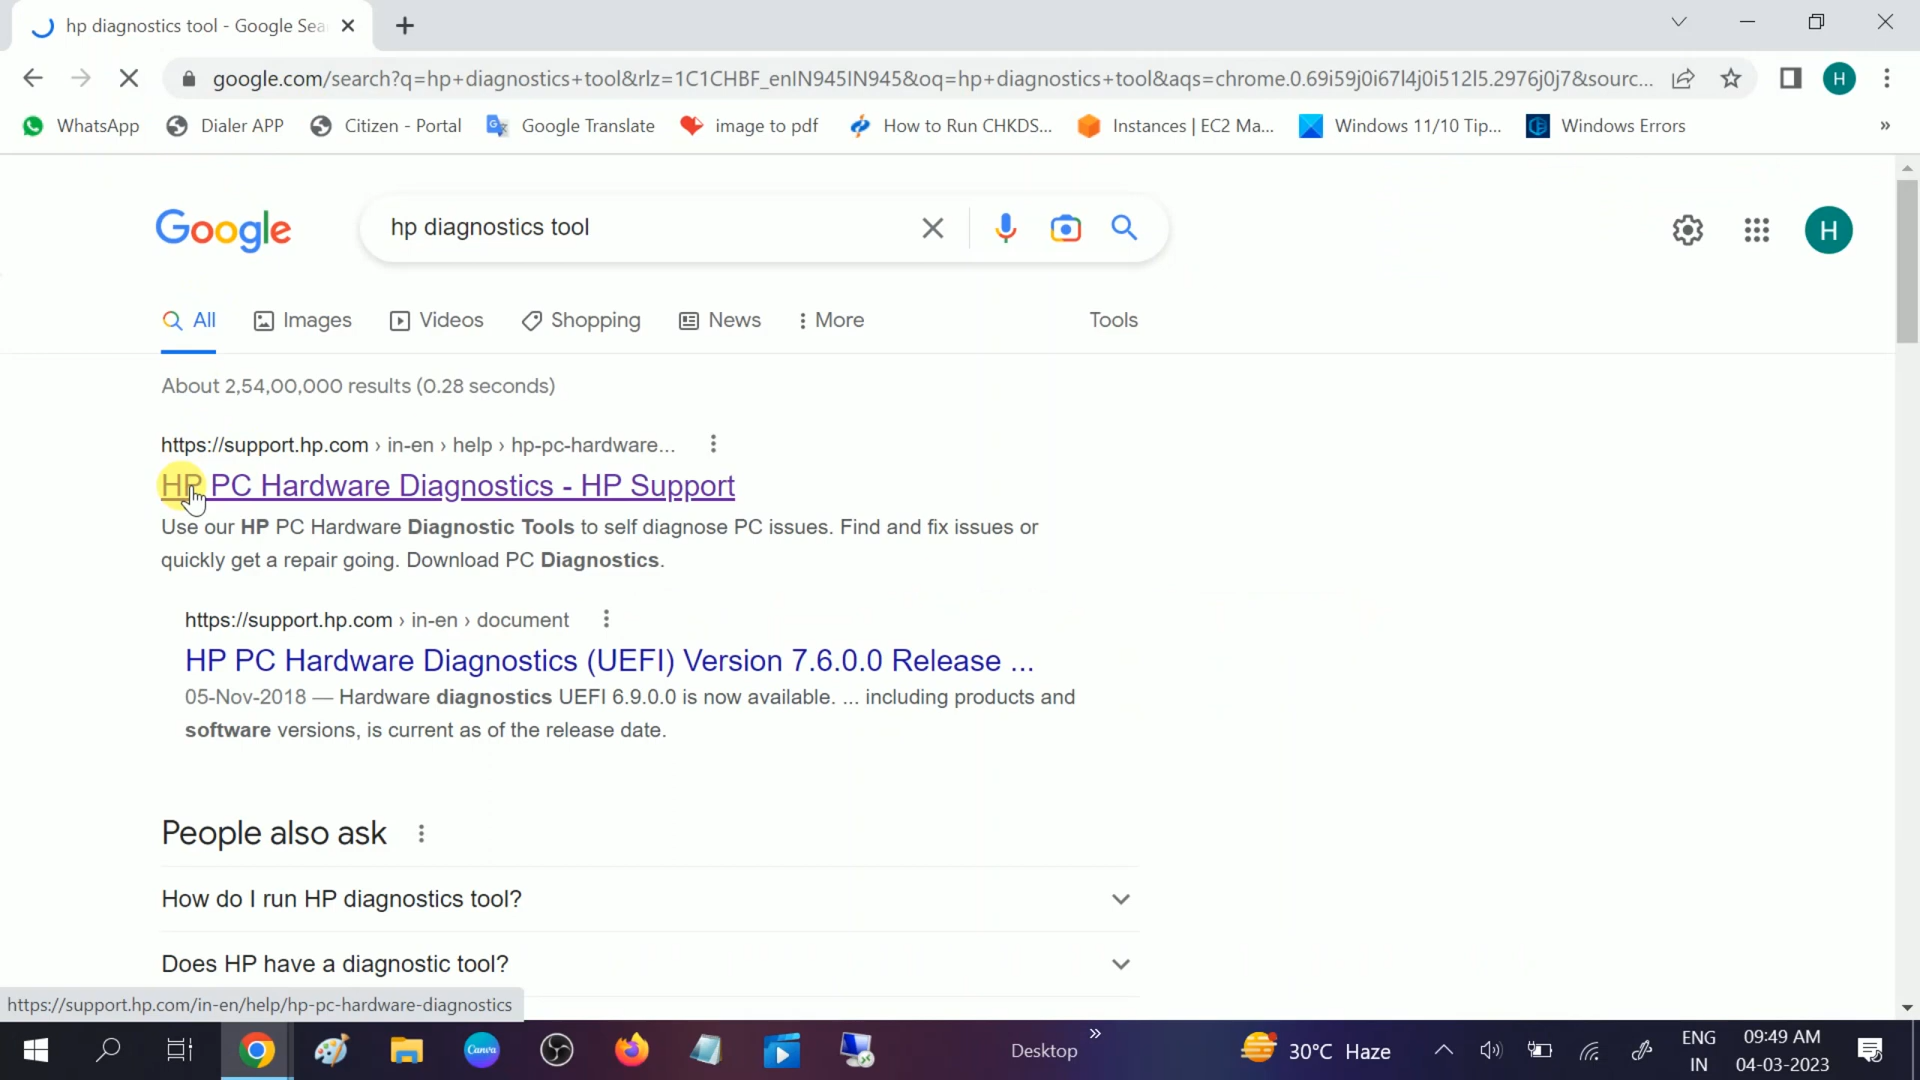 hp diagnostics tool - Google Sea
google.com/search?q=hp+diagnostics+tool&rlz=1C1CHBF_enIN945IN945&oq=hp+diagnostics+tool&aqs=chrome.0.69i59j0i67l4j0i512l5.2976j0j7&sourc...
H
WhatsApp
Dialer APP
Citizen - Portal
Google Translate
image to pdf
How to Run CHKDS...
Instances | EC2 Ma...
Windows 11/10 Tip...
Windows Errors
»
Google
hp diagnostics tool
H
All
Images
Videos
Shopping
News
More
Tools
About 2,54,00,000 results (0.28 seconds)
https://support.hp.com › in-en › help › hp-pc-hardware...
HP PC Hardware Diagnostics - HP Support
Use our HP PC Hardware Diagnostic Tools to self diagnose PC issues. Find and fix issues or
quickly get a repair going. Download PC Diagnostics.
https://support.hp.com › in-en › document
HP PC Hardware Diagnostics (UEFI) Version 7.6.0.0 Release ...
05-Nov-2018 — Hardware diagnostics UEFI 6.9.0.0 is now available. ... including products and
software versions, is current as of the release date.
People also ask
How do I run HP diagnostics tool?
Does HP have a diagnostic tool?
https://support.hp.com/in-en/help/hp-pc-hardware-diagnostics
Canva
Desktop
»
30°C Haze
ENG
IN
09:49 AM
04-03-2023